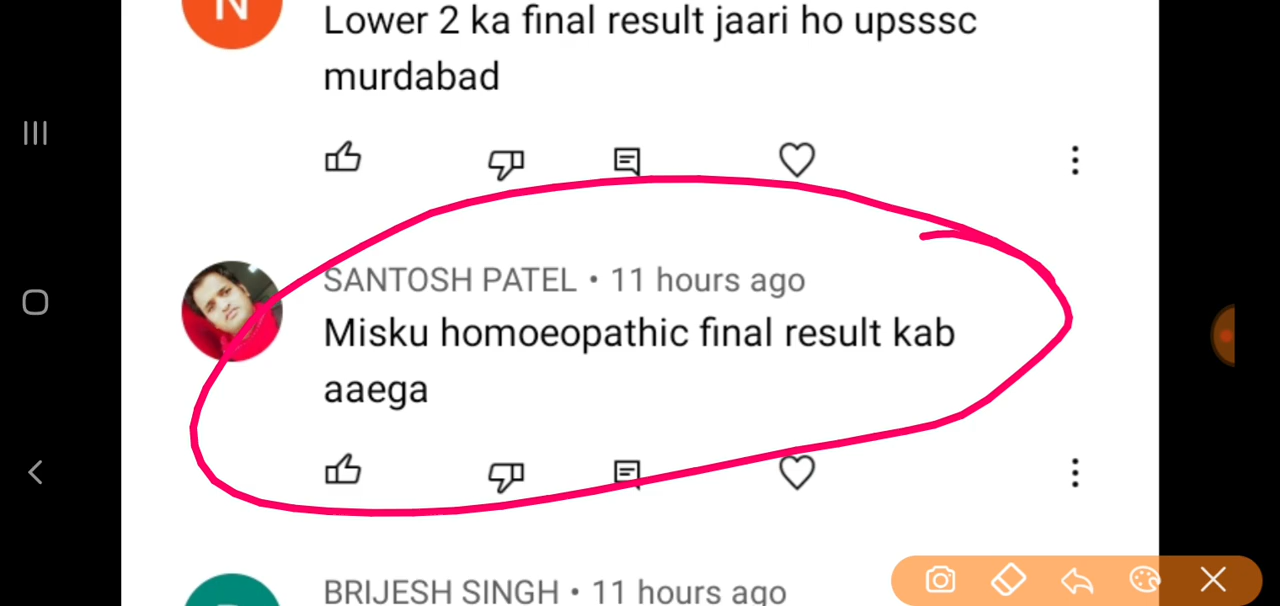 N
Lower 2 ka final result jaari ho upsssc
murdabad
SANTOSH PATEL • 11 hours ago
Misku homoeopathic final result kab
aaega
BRIJESH SINGH • 11 hours ago